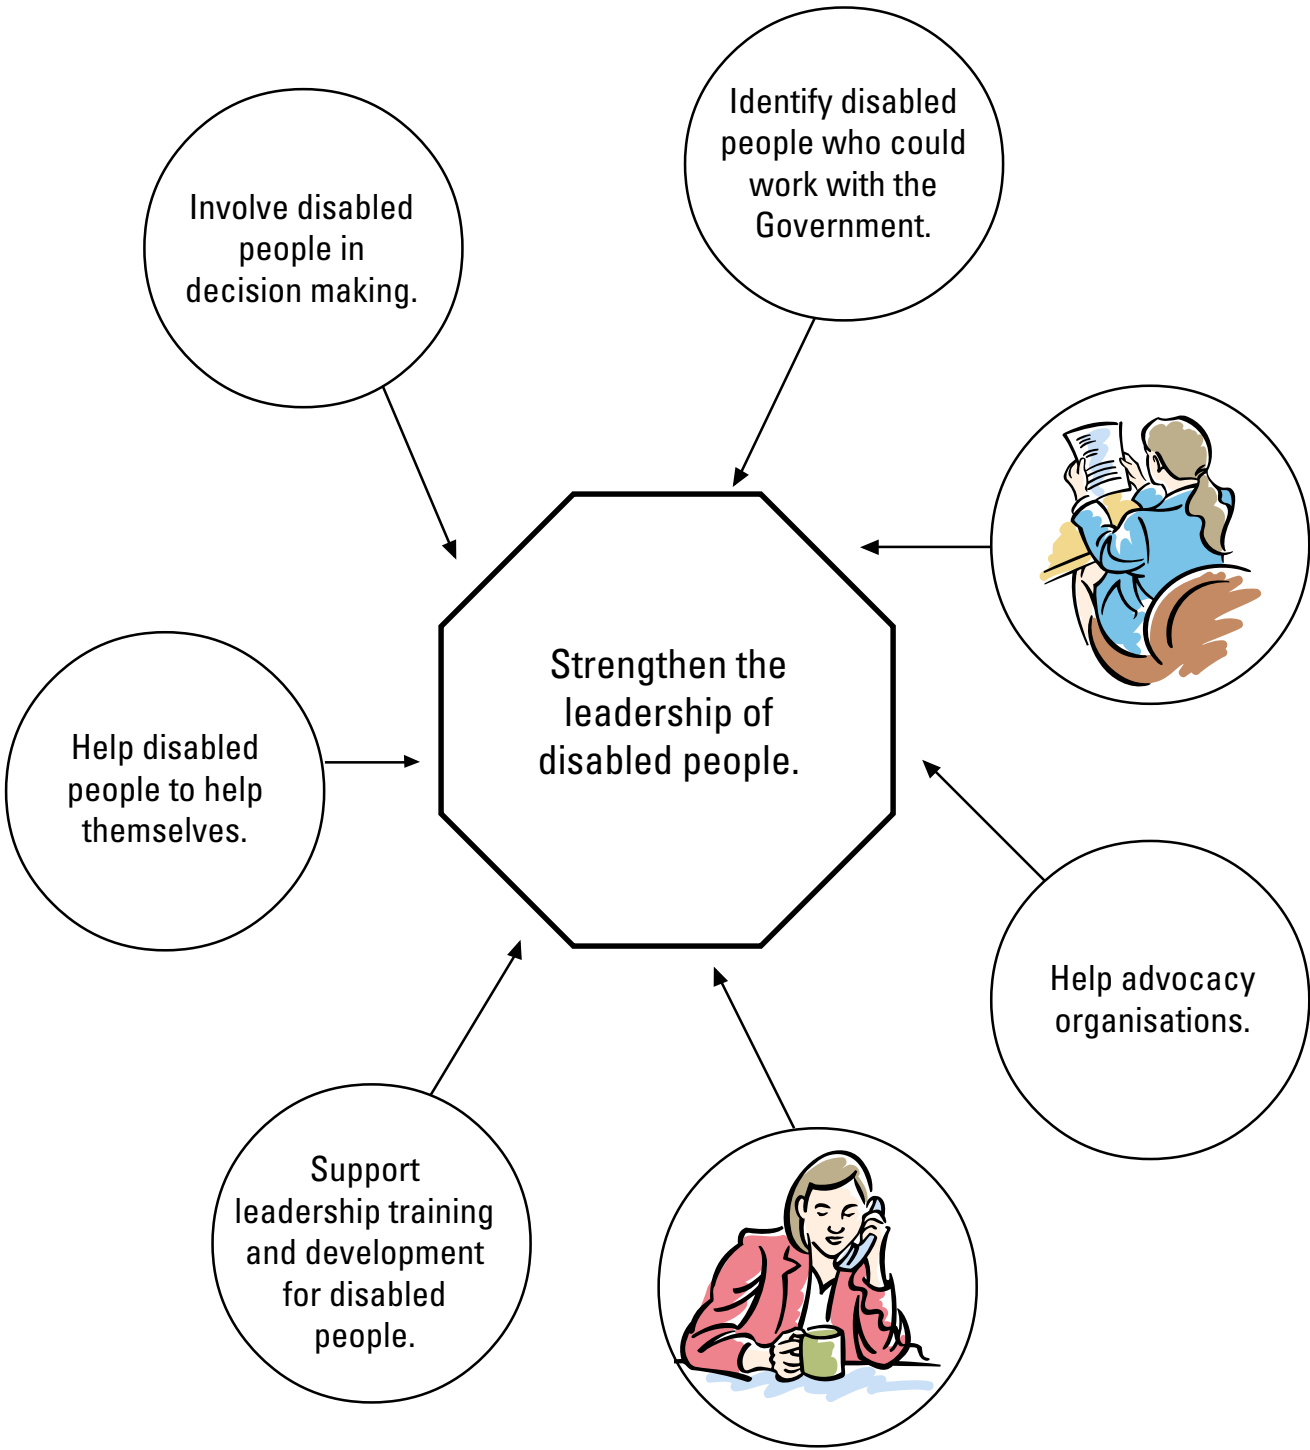 Identify disabled
people who could
work with the
Government.
Involve disabled
people in
decision making.
Strengthen the
leadership of
disabled people.
Help disabled
people to help
themselves.
Help advocacy
organisations.
Support
leadership training
and development
for disabled
people.